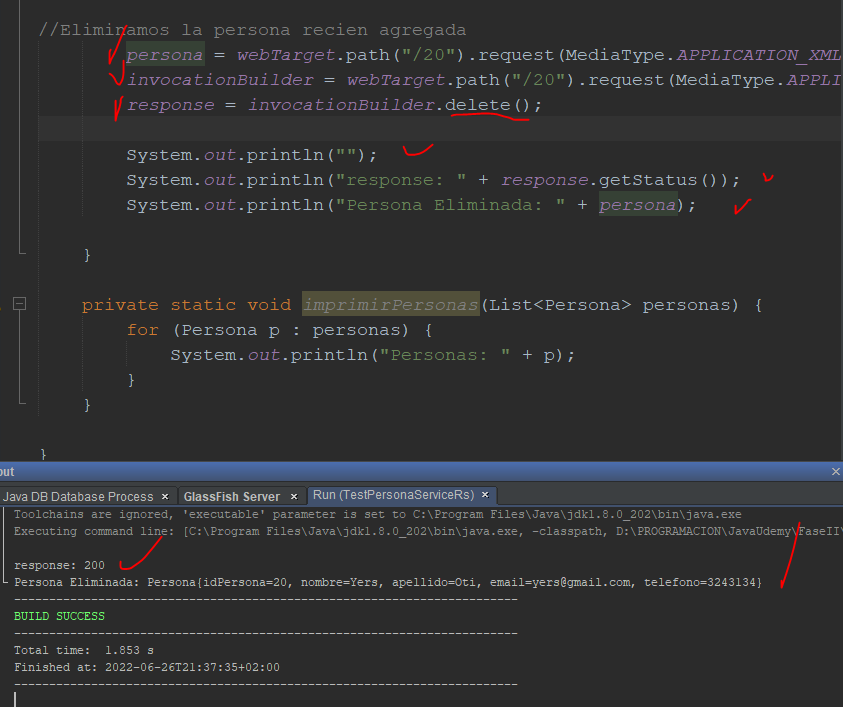 //Eliminamos la persona recien agregada
persona = webTarget.path("/20").request(MediaType.APPLICATION_XML
invocationBuilder = webTarget.path("/20").request(MediaType.APPLI
response = invocationBuilder.delete();
System.out.println("");
System.out.println("response: " + response.getStatus());
System.out.println("Persona Eliminada: " + persona);
}
private static void imprimirPersonas(List<Persona> personas) {
for (Persona p : personas) {
System.out.println("Personas: " + p);
}
}
}
out
Java DB Database Process × GlassFish Server × Run (TestPersonaServiceRs) ×
Toolchains are ignored, 'executable' parameter is set to C:\Program Files\Java\jdk1.8.0_202\bin\java.exe
Executing command line: [C:\Program Files\Java\jdk1.8.0_202\bin\java.exe, -classpath, D:\PROGRAMACION\JavaUdemy\FaseII\
response: 200
Persona Eliminada: Persona{idPersona=20, nombre=Yers, apellido=Oti, email=yers@gmail.com, telefono=3243134}
------------------------------------------------------------------------
BUILD SUCCESS
------------------------------------------------------------------------
Total time:  1.853 s
Finished at: 2022-06-26T21:37:35+02:00
------------------------------------------------------------------------